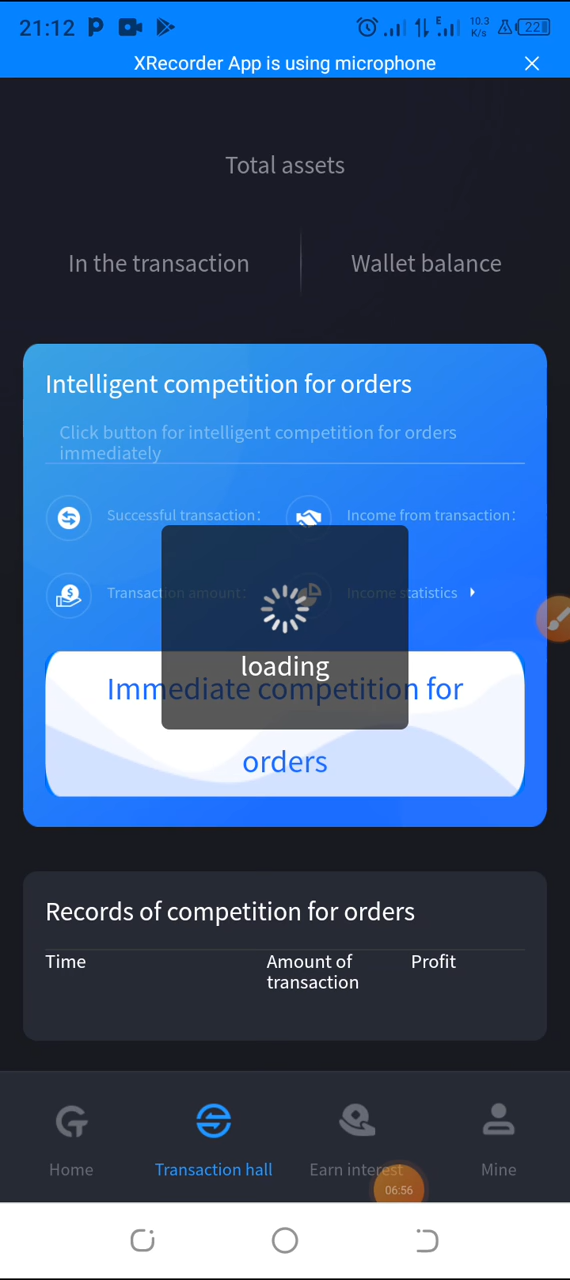 21:12
E
10.3
K/s
22
XRecorder App is using microphone
Total assets
In the transaction
Wallet balance
Intelligent competition for orders
Click button for intelligent competition for orders
immediately
Successful transaction:
Income from transaction:
Transaction amount:
Income statistics
loading
Immediate competition for
orders
Records of competition for orders
Time
Amount of
transaction
Profit
Home
Transaction hall
Earn interest
Mine
06:56